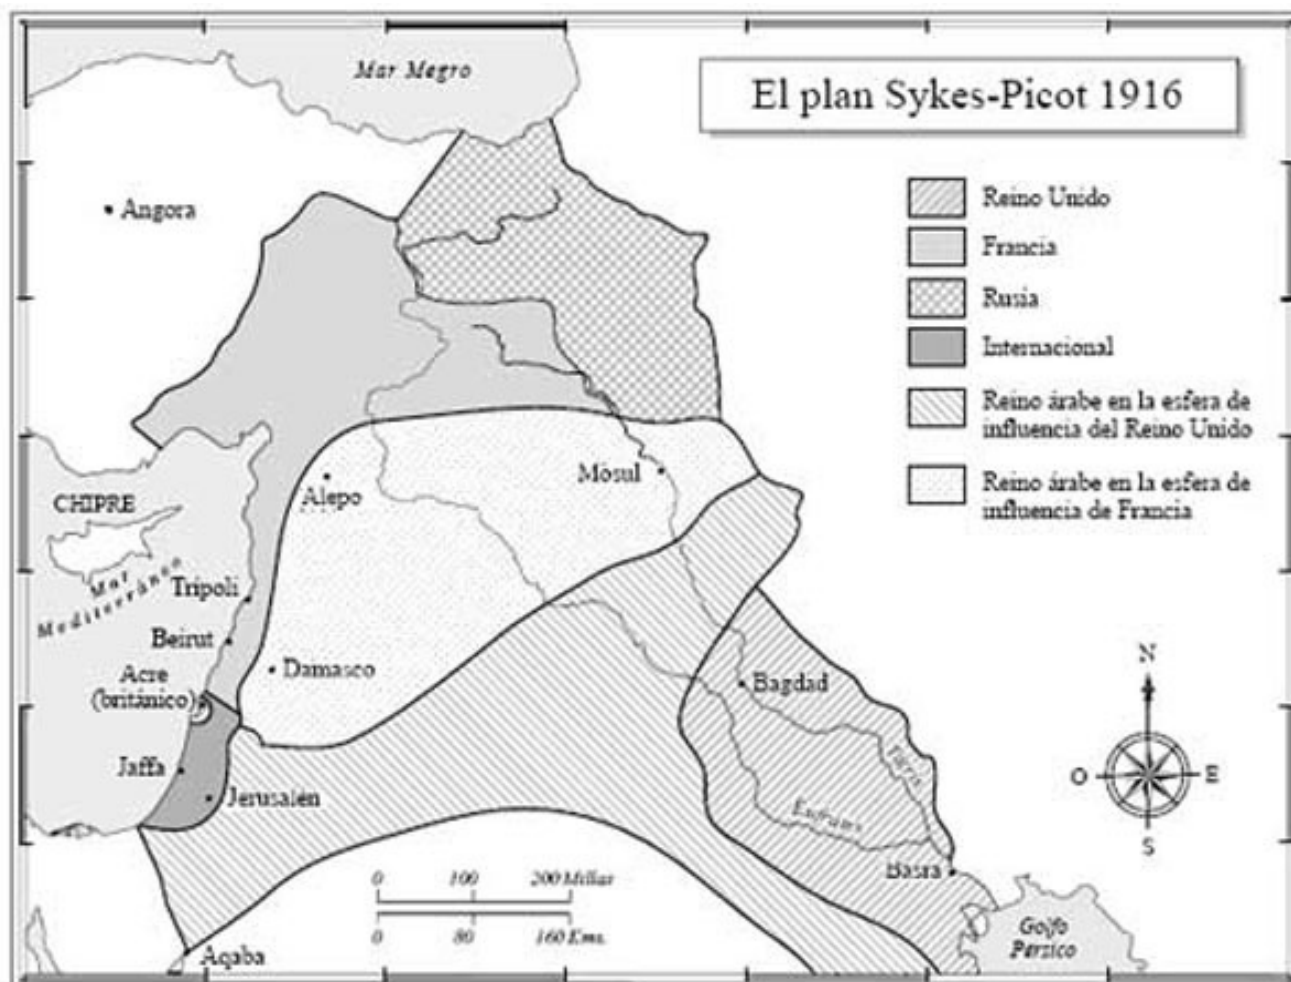 Mar Megro
El plan Sykes-Picot 1916
Reino Unido
Francia
Rusia
Internacional
Reino árabe en la esfera de
influencia del Reino Unido
Reino árabe en la esfera de
influencia de Francia
Angora
Mósul
Alepo
CHIPRE
Mar
Mediterráneo
Trípoli
Beirut
Acre
(británico)
Damasco
Bagdad
Jaffa
Jerusalén
Tigris
Eufrates
Basra
Aqaba
0 100 200 Millas
0 80 160 Kms.
Golfo
Pérsico
N
O
E
S